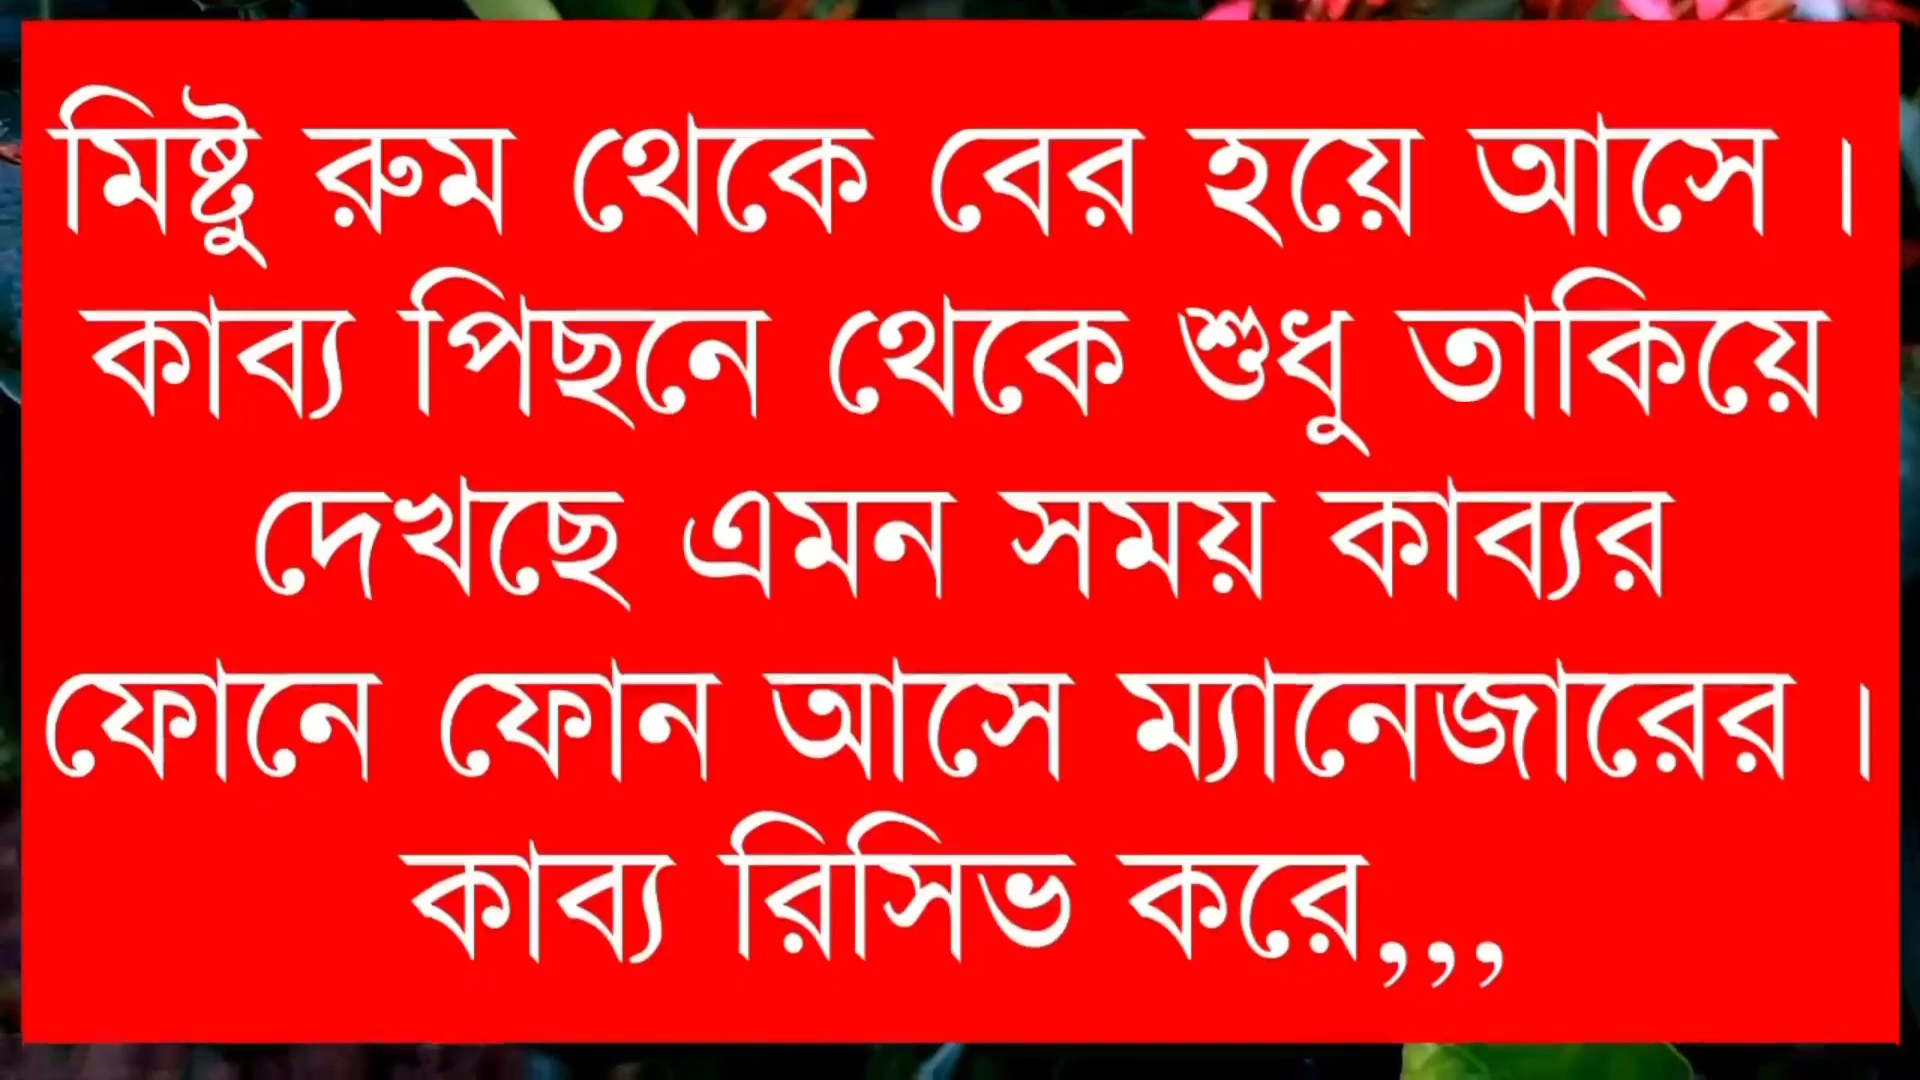 মিষ্টু রুম থেকে বের হয়ে আসে ।
কাব্য পিছনে থেকে শুধু তাকিয়ে
দেখছে এমন সময় কাব্যর
ফোনে ফোন আসে ম্যানেজারের ।
কাব্য রিসিভ করে,,,